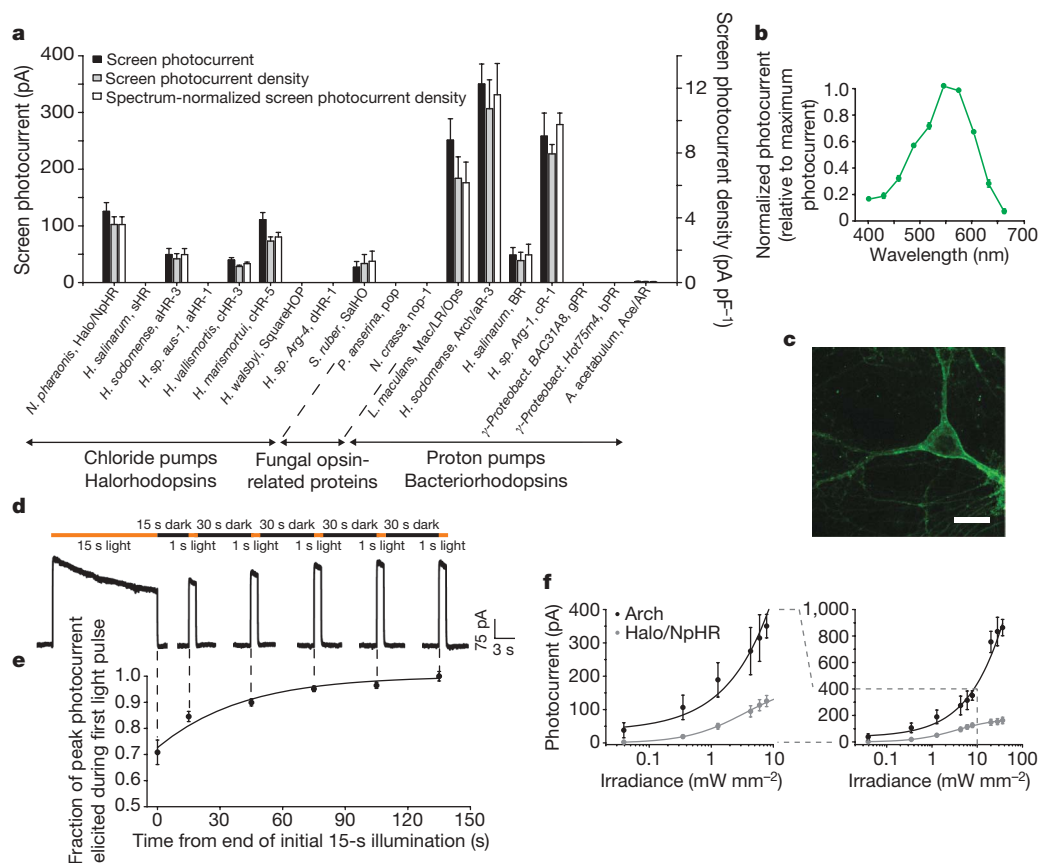 a
Screen photocurrent (pA)
400
300
200
100
0
Screen photocurrent
Screen photocurrent density
Spectrum-normalized screen photocurrent density
12
8
4
0
Screen photocurrent density (pA pF⁻¹)
N. pharaonis, Halo/NpHR
H. salinarum, sHR
H. sodomense, aHR-3
H. sp. aus-1, aHR-1
H. vallismortis, cHR-3
H. marismortui, cHR-5
H. walsbyi, SquareHOP
H. sp. Arg-4, dHR-1
S. ruber, SalHO
P. anserina, pop
N. crassa, nop-1
L. maculans, Mac/LR/Ops
H. sodomense, Arch/aR-3
H. salinarum, BR
H. sp. Arg-1, cR-1
γ-Proteobact. BAC31A8, gPR
γ-Proteobact. Hot75m4, bPR
A. acetabulum, Ace/AR
Chloride pumps
Halorhodopsins
Fungal opsin-
related proteins
Proton pumps
Bacteriorhodopsins
b
Normalized photocurrent
(relative to maximum
photocurrent)
1.0
0.8
0.6
0.4
0.2
0
400 500 600 700
Wavelength (nm)
c
d
15 s dark 30 s dark 30 s dark 30 s dark 30 s dark
15 s light 1 s light 1 s light 1 s light 1 s light 1 s light
75 pA
3 s
e
Fraction of peak photocurrent
elicited during first light pulse
1.0
0.9
0.8
0.7
0.6
0.5
0 30 60 90 120 150
Time from end of initial 15-s illumination (s)
f
Photocurrent (pA)
400
300
200
100
0
Arch
Halo/NpHR
0.1 1 10
Irradiance (mW mm⁻²)
1,000
800
600
400
200
0
0.1 1 10 100
Irradiance (mW mm⁻²)